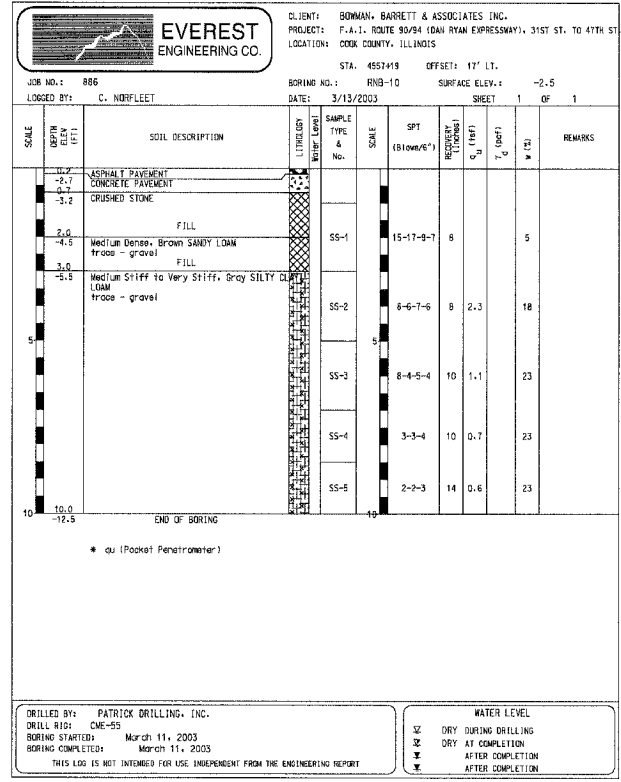 EVEREST
ENGINEERING CO.
CLIENT: BOWMAN, BARRETT & ASSOCIATES INC.
PROJECT: F.A.I. ROUTE 90/94 (DAN RYAN EXPRESSWAY), 31ST ST. TO 47TH ST
LOCATION: COOK COUNTY, ILLINOIS
STA. 4557+19 OFFSET: 17' LT.
JOB NO.: 886
BORING NO.: RNB-10 SURFACE ELEV.: -2.5
LOGGED BY: C. NORFLEET
DATE: 3/13/2003 SHEET 1 OF 1
SCALE
DEPTH
ELEV
(FT)
SOIL DESCRIPTION
LITHOLOGY
Water Level
SAMPLE
TYPE
&
No.
SCALE
SPT
(Blows/6")
RECOVERY
(Inches)
q u (tsf)
γ d (pcf)
w (%)
REMARKS
0.2 ASPHALT PAVEMENT
-2.7 CONCRETE PAVEMENT
0.7
-3.2 CRUSHED STONE
FILL
2.0
-4.5 Medium Dense, Brown SANDY LOAM
trace - gravel
FILL
SS-1 15-17-9-7 6 5
3.0
-5.5 Medium Stiff to Very Stiff, Gray SILTY CLAY
LOAM
trace - gravel
SS-2 6-6-7-6 8 2.3 18
5 5
SS-3 8-4-5-4 10 1.1 23
SS-4 3-3-4 10 0.7 23
SS-5 2-2-3 14 0.6 23
10 10.0 10
-12.5 END OF BORING
* qu (Pocket Penetrometer)
DRILLED BY: PATRICK DRILLING, INC.
DRILL RIG: CME-55
BORING STARTED: March 11, 2003
BORING COMPLETED: March 11, 2003
THIS LOG IS NOT INTENDED FOR USE INDEPENDENT FROM THE ENGINEERING REPORT
WATER LEVEL
DRY DURING DRILLING
DRY AT COMPLETION
AFTER COMPLETION
AFTER COMPLETION